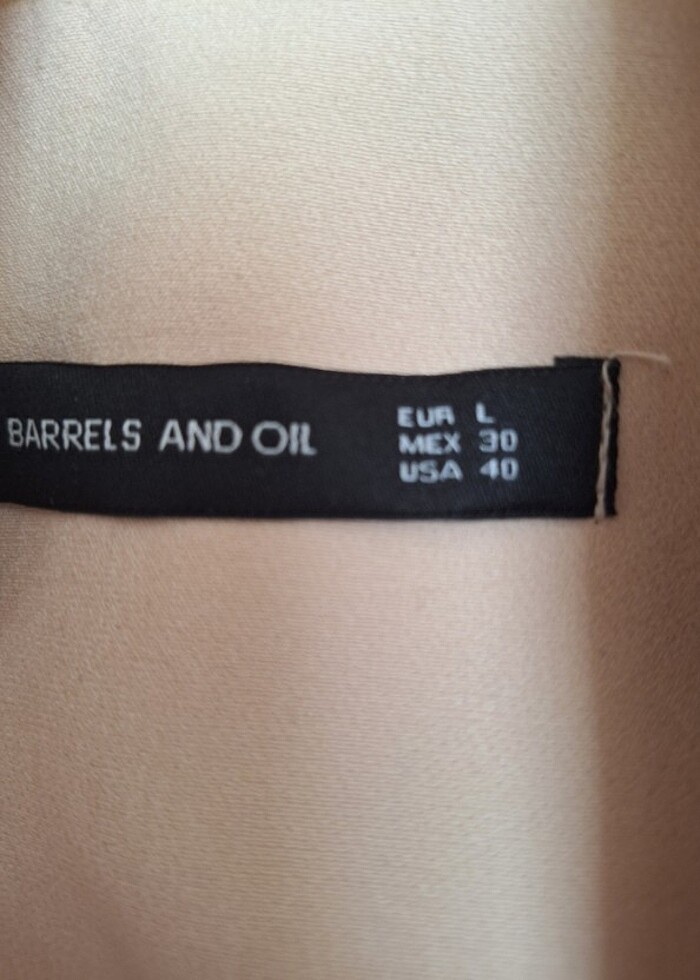 BARRELS AND OIL
EUR L
MEX 30
USA 40